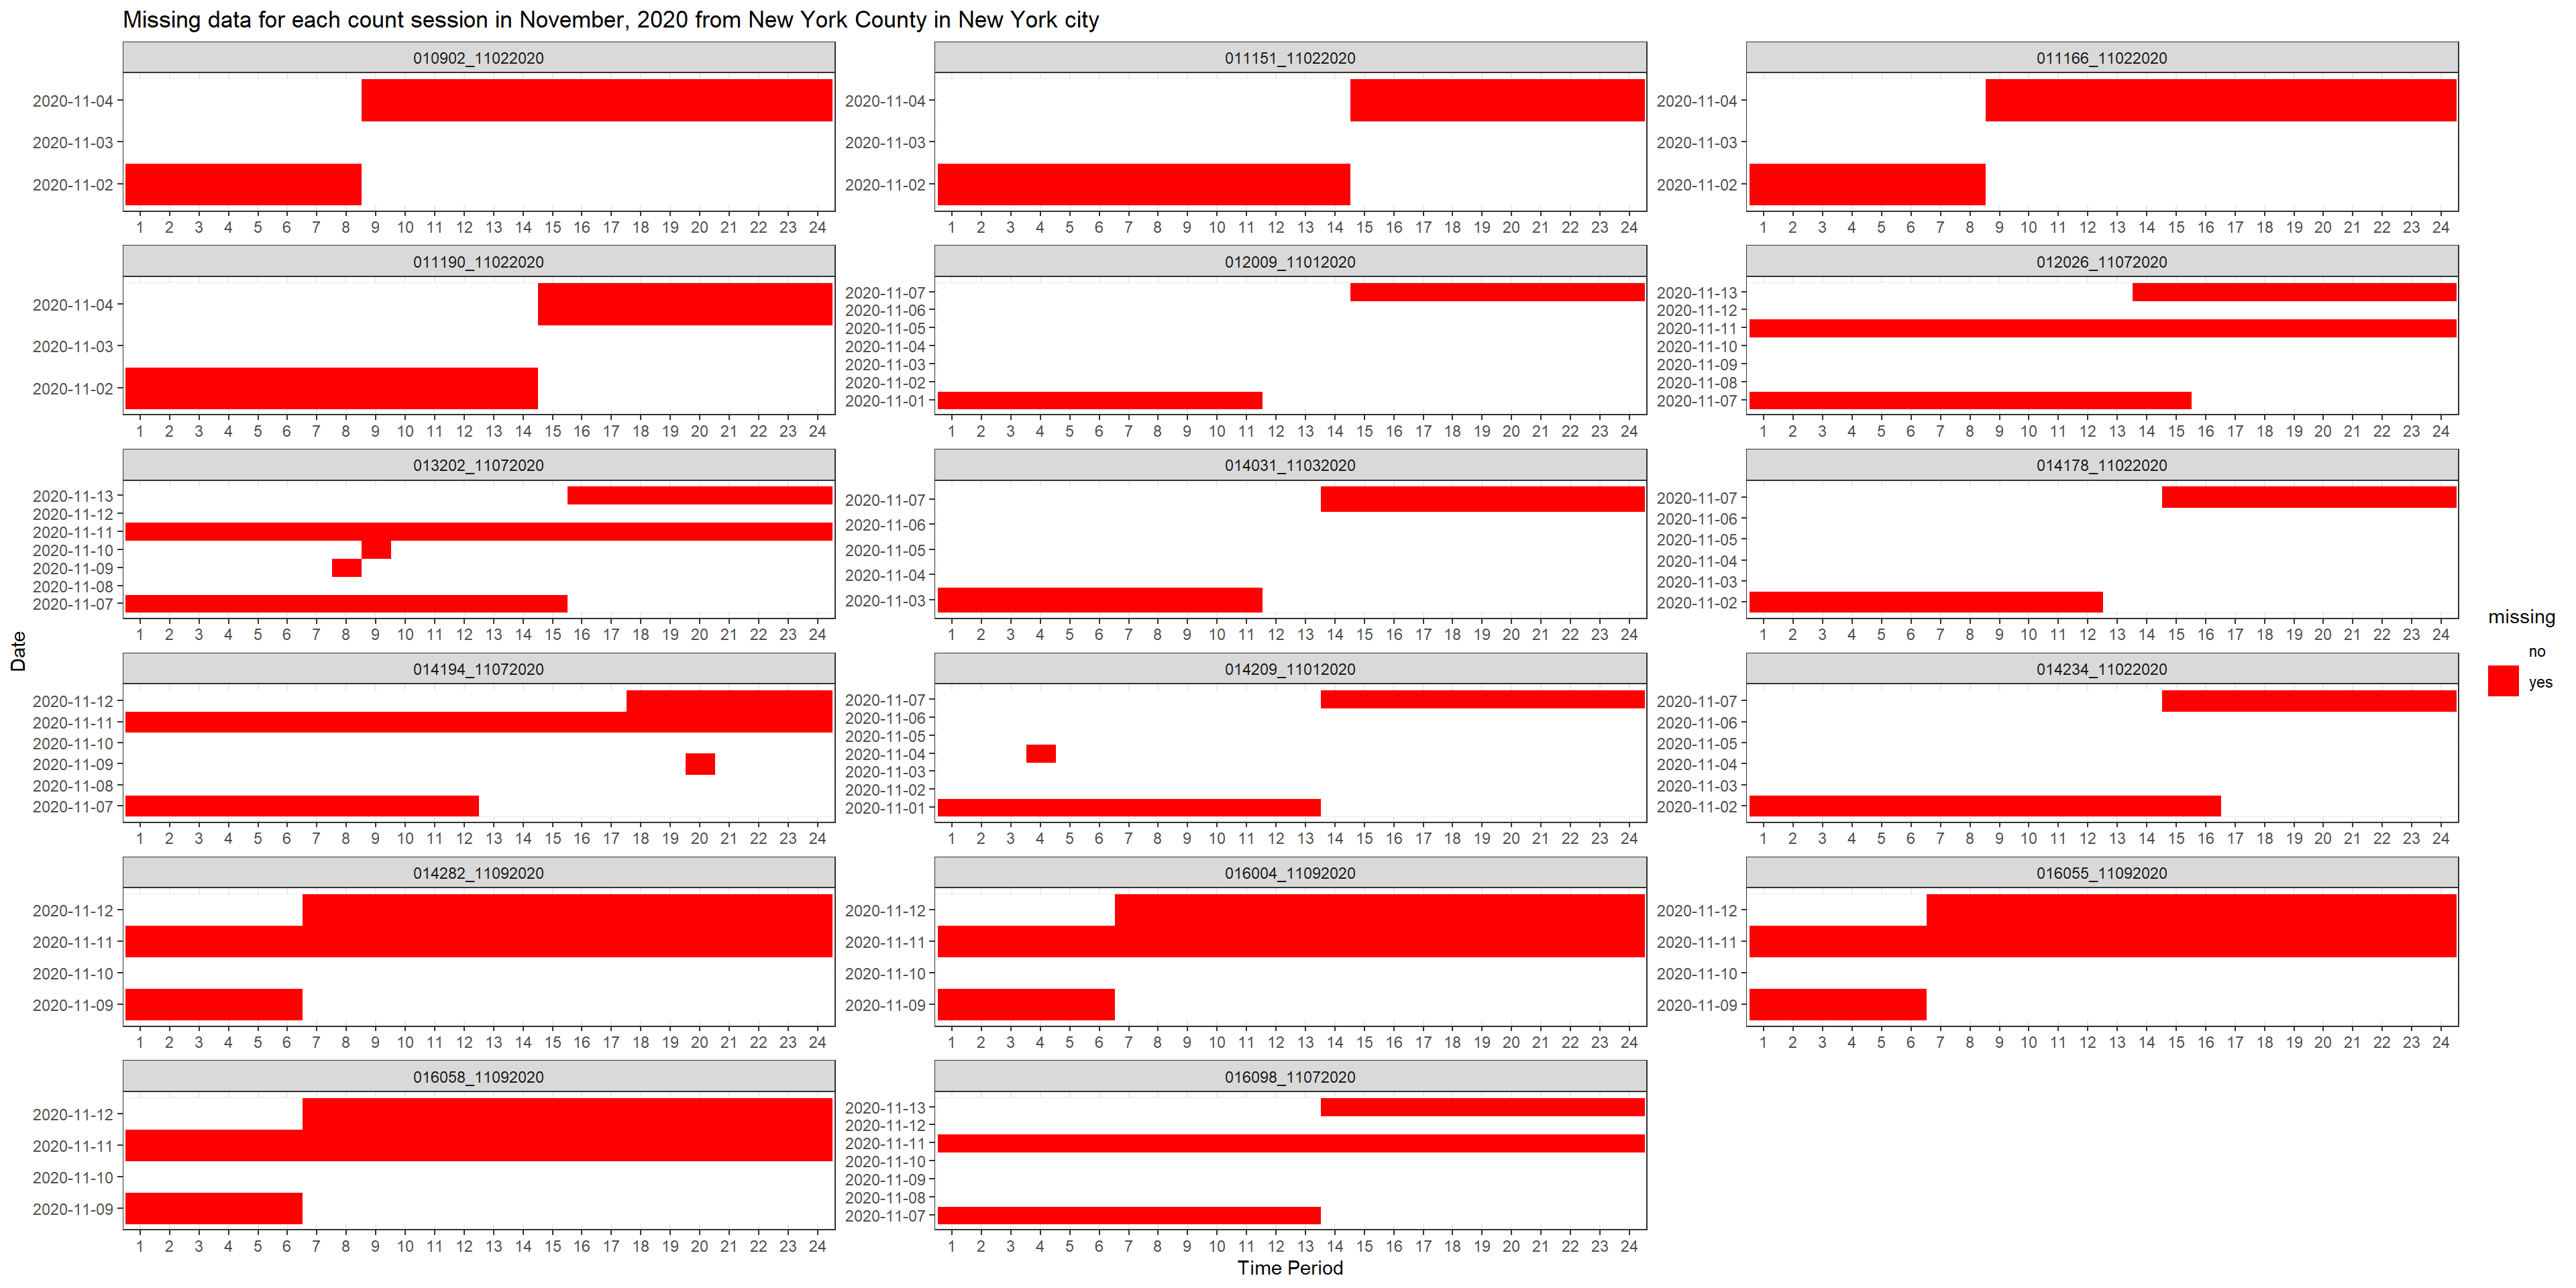 Missing data for each count session in November, 2020 from New York County in New York city
010902_11022020 011151_11022020 011166_11022020
2020-11-04 2020-11-04 2020-11-04
2020-11-03 2020-11-03 2020-11-03
2020-11-02 2020-11-02 2020-11-02
1 2 3 4 5 6 7 8 9 10 11 12 13 14 15 16 17 18 19 20 21 22 23 24 1 2 3 4 5 6 7 8 9 10 11 12 13 14 15 16 17 18 19 20 21 22 23 24 1 2 3 4 5 6 7 8 9 10 11 12 13 14 15 16 17 18 19 20 21 22 23 24
011190_11022020 012009_11012020 012026_11072020
2020-11-04
2020-11-03
2020-11-02
2020-11-07
2020-11-06
2020-11-05
2020-11-04
2020-11-03
2020-11-02
2020-11-01
2020-11-13
2020-11-12
2020-11-11
2020-11-10
2020-11-09
2020-11-08
2020-11-07
1 2 3 4 5 6 7 8 9 10 11 12 13 14 15 16 17 18 19 20 21 22 23 24 1 2 3 4 5 6 7 8 9 10 11 12 13 14 15 16 17 18 19 20 21 22 23 24 1 2 3 4 5 6 7 8 9 10 11 12 13 14 15 16 17 18 19 20 21 22 23 24
013202_11072020 014031_11032020 014178_11022020
2020-11-13
2020-11-12
2020-11-11
2020-11-10
2020-11-09
2020-11-08
2020-11-07
2020-11-07
2020-11-06
2020-11-05
2020-11-04
2020-11-03
2020-11-07
2020-11-06
2020-11-05
2020-11-04
2020-11-03
2020-11-02
1 2 3 4 5 6 7 8 9 10 11 12 13 14 15 16 17 18 19 20 21 22 23 24 1 2 3 4 5 6 7 8 9 10 11 12 13 14 15 16 17 18 19 20 21 22 23 24 1 2 3 4 5 6 7 8 9 10 11 12 13 14 15 16 17 18 19 20 21 22 23 24
014194_11072020 014209_11012020 014234_11022020
2020-11-12
2020-11-11
2020-11-10
2020-11-09
2020-11-08
2020-11-07
2020-11-07
2020-11-06
2020-11-05
2020-11-04
2020-11-03
2020-11-02
2020-11-01
2020-11-07
2020-11-06
2020-11-05
2020-11-04
2020-11-03
2020-11-02
1 2 3 4 5 6 7 8 9 10 11 12 13 14 15 16 17 18 19 20 21 22 23 24 1 2 3 4 5 6 7 8 9 10 11 12 13 14 15 16 17 18 19 20 21 22 23 24 1 2 3 4 5 6 7 8 9 10 11 12 13 14 15 16 17 18 19 20 21 22 23 24
014282_11092020 016004_11092020 016055_11092020
2020-11-12 2020-11-12 2020-11-12
2020-11-11 2020-11-11 2020-11-11
2020-11-10 2020-11-10 2020-11-10
2020-11-09 2020-11-09 2020-11-09
1 2 3 4 5 6 7 8 9 10 11 12 13 14 15 16 17 18 19 20 21 22 23 24 1 2 3 4 5 6 7 8 9 10 11 12 13 14 15 16 17 18 19 20 21 22 23 24 1 2 3 4 5 6 7 8 9 10 11 12 13 14 15 16 17 18 19 20 21 22 23 24
016058_11092020 016098_11072020
2020-11-12
2020-11-11
2020-11-10
2020-11-09
2020-11-13
2020-11-12
2020-11-11
2020-11-10
2020-11-09
2020-11-08
2020-11-07
1 2 3 4 5 6 7 8 9 10 11 12 13 14 15 16 17 18 19 20 21 22 23 24 1 2 3 4 5 6 7 8 9 10 11 12 13 14 15 16 17 18 19 20 21 22 23 24
Time Period
Date
missing
no
yes